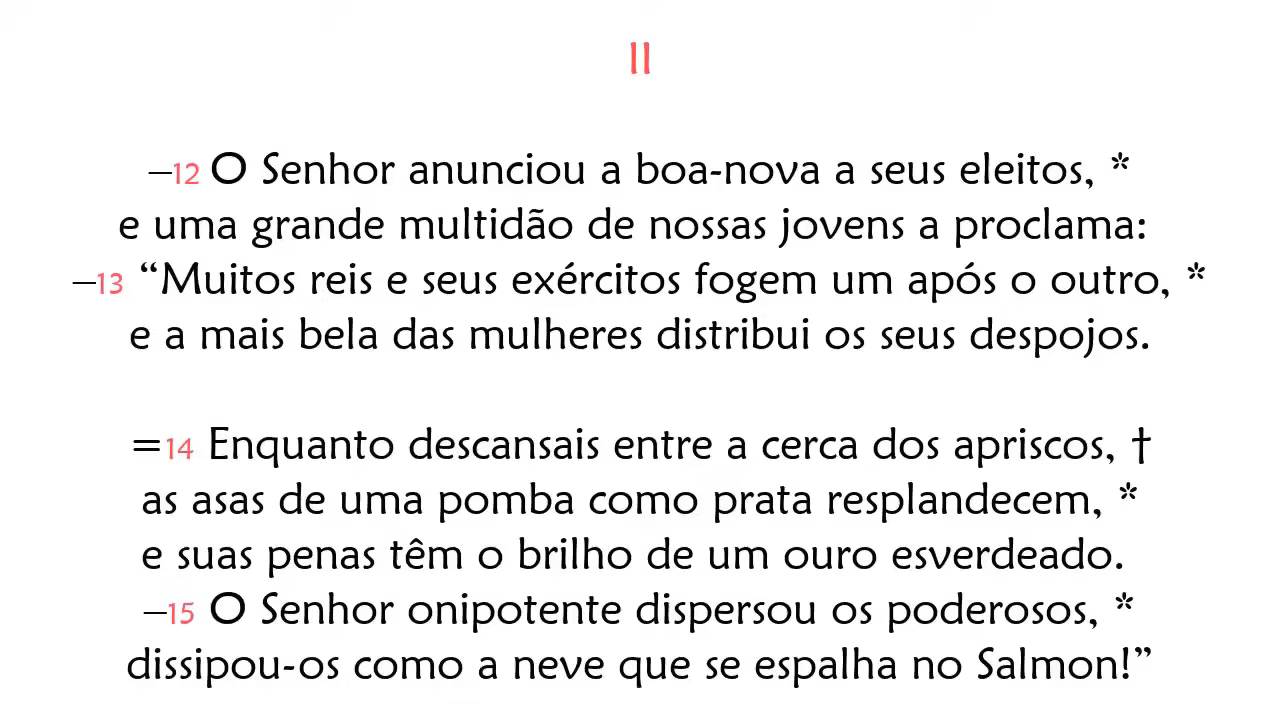 II
–12 O Senhor anunciou a boa-nova a seus eleitos, *
e uma grande multidão de nossas jovens a proclama:
–13 “Muitos reis e seus exércitos fogem um após o outro, *
e a mais bela das mulheres distribui os seus despojos.
=14 Enquanto descansais entre a cerca dos apriscos, †
as asas de uma pomba como prata resplandecem, *
e suas penas têm o brilho de um ouro esverdeado.
–15 O Senhor onipotente dispersou os poderosos, *
dissipou-os como a neve que se espalha no Salmon!”